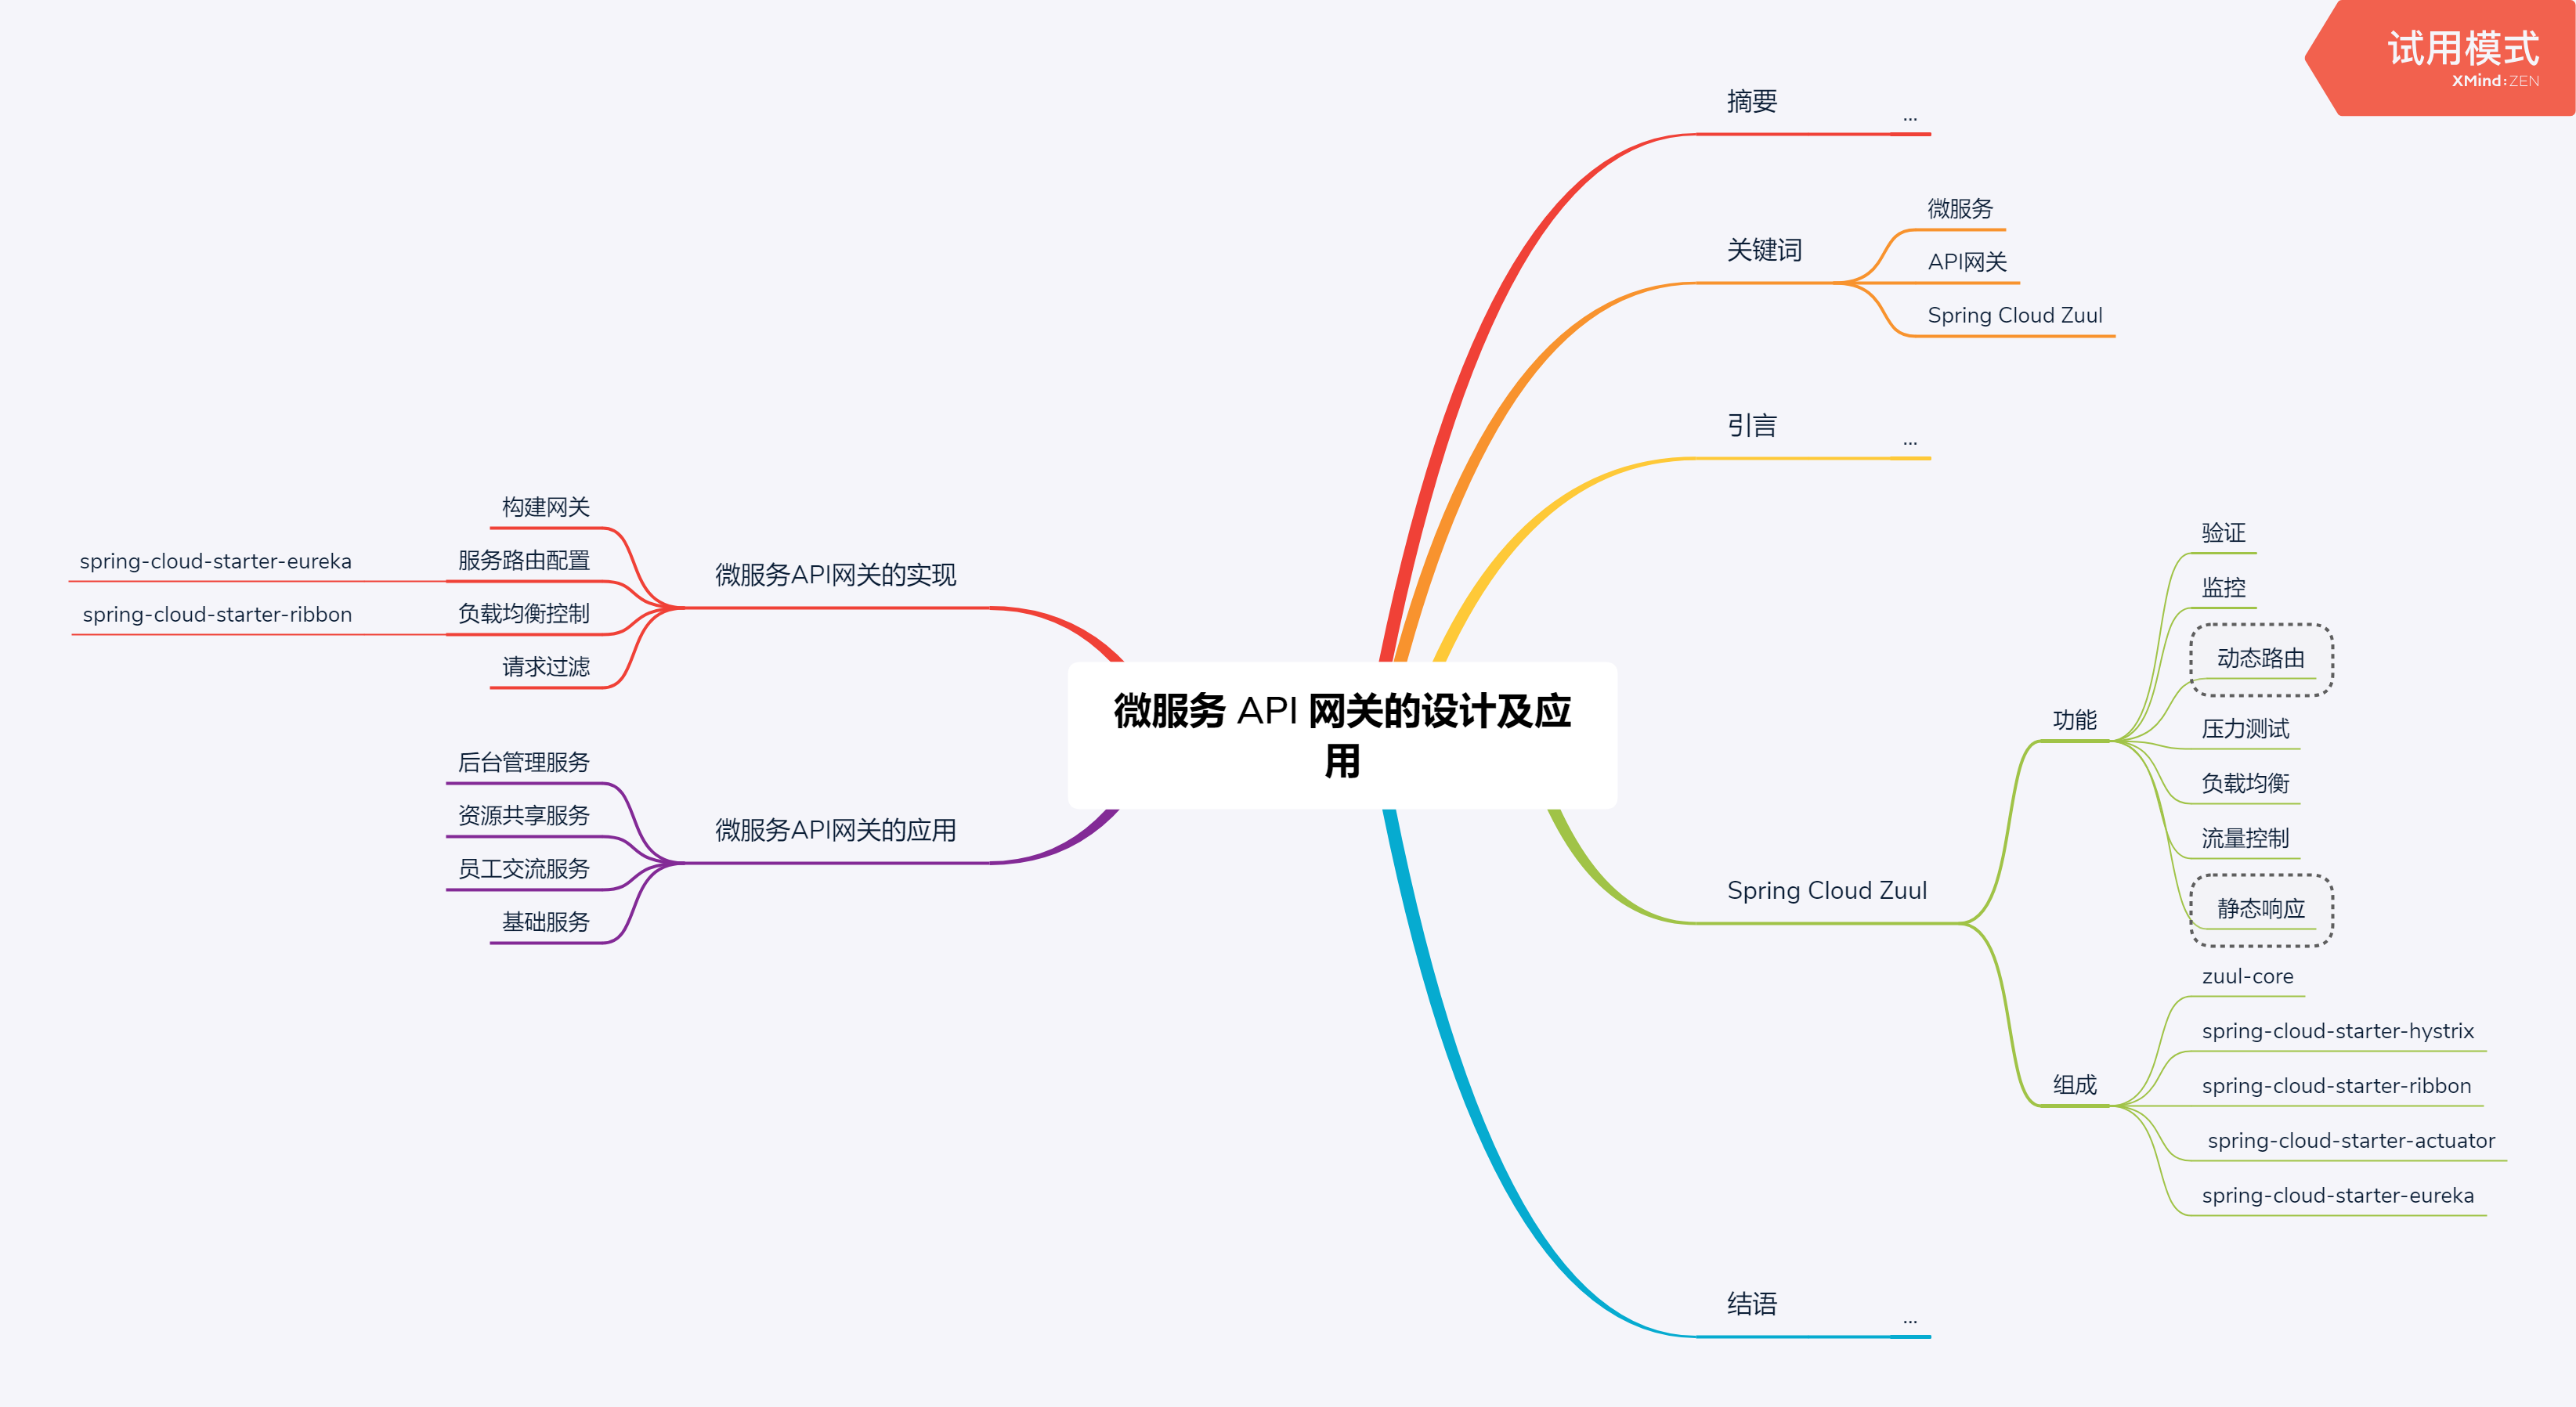 试用模式
XMind:ZEN
微服务 API 网关的设计及应
用
摘要
...
关键词
微服务
API网关
Spring Cloud Zuul
引言
...
Spring Cloud Zuul
功能
验证
监控
动态路由
压力测试
负载均衡
流量控制
静态响应
组成
zuul-core
spring-cloud-starter-hystrix
spring-cloud-starter-ribbon
spring-cloud-starter-actuator
spring-cloud-starter-eureka
结语
...
微服务API网关的实现
构建网关
服务路由配置
spring-cloud-starter-eureka
负载均衡控制
spring-cloud-starter-ribbon
请求过滤
微服务API网关的应用
后台管理服务
资源共享服务
员工交流服务
基础服务